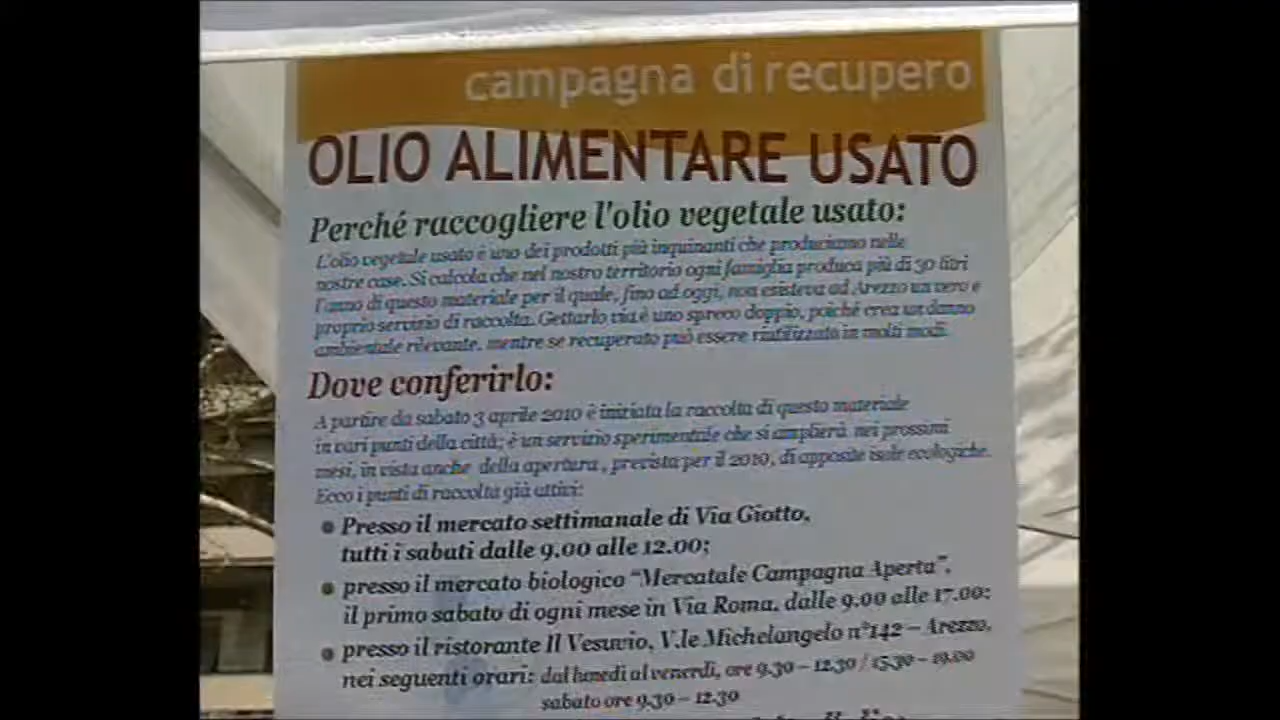 campagna di recupero
OLIO ALIMENTARE USATO
Perché raccogliere l'olio vegetale usato:
L'olio vegetale usato è uno dei prodotti più inquinanti che produciamo nelle
nostre case. Si calcola che nel nostro territorio ogni famiglia produca più di 30 litri
l'anno di questo materiale per il quale, fino ad oggi, non esisteva ad Arezzo un vero e
proprio servizio di raccolta. Gettarlo via è uno spreco doppio, poiché crea un danno
ambientale rilevante, mentre se recuperato può essere riutilizzato in molti modi.
Dove conferirlo:
A partire da sabato 3 aprile 2010 è iniziata la raccolta di questo materiale
in vari punti della città; è un servizio sperimentale che si amplierà nei prossimi
mesi, in vista anche della apertura, prevista per il 2010, di apposite isole ecologiche.
Ecco i punti di raccolta già attivi:
● Presso il mercato settimanale di Via Giotto,
tutti i sabati dalle 9.00 alle 12.00;
● presso il mercato biologico "Mercatale Campagna Aperta",
il primo sabato di ogni mese in Via Roma, dalle 9.00 alle 17.00;
● presso il ristorante Il Vesuvio, V.le Michelangelo n°142 – Arezzo,
nei seguenti orari: dal lunedì al venerdì, ore 9.30 – 12.30 / 15.30 – 19.00
sabato ore 9.30 – 12.30